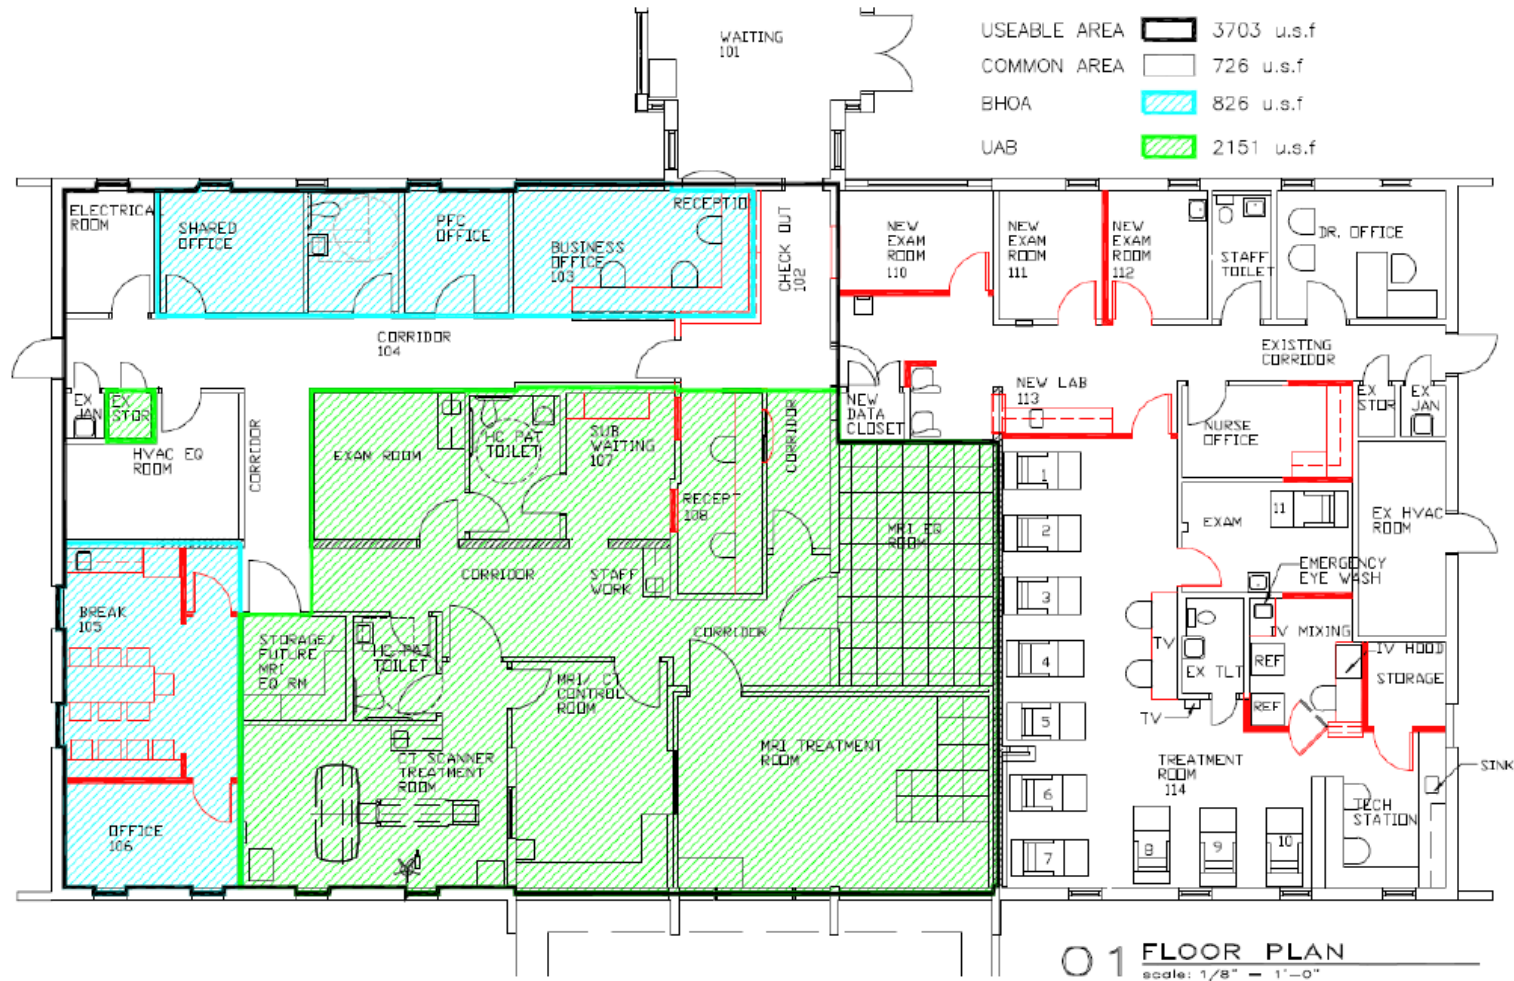 WAITING
101
USEABLE AREA 3703 u.s.f
COMMON AREA 726 u.s.f
BHOA 826 u.s.f
UAB 2151 u.s.f
ELECTRICA
ROOM
SHARED
OFFICE
PFC
OFFICE
BUSINESS
OFFICE
103
RECEPTIO
CHECK OUT
102
NEW
EXAM
ROOM
110
NEW
EXAM
ROOM
111
NEW
EXAM
ROOM
112
STAFF
TOILET
DR. OFFICE
CORRIDOR
104
EXISTING
CORRIDOR
EX
JAN
EX
STOR
HVAC EQ
ROOM
CORRIDOR
EXAM ROOM
HC PAT
TOILET
SUB
WAITING
107
RECEPT
108
CORRIDOR
NEW
DATA
CLOSET
NEW LAB
113
NURSE
OFFICE
EX
STOR
EX
JAN
MRI EQ
ROOM
1
2
3
4
5
6
7
8
9
10
11
EXAM
EX HVAC
ROOM
EMERGENCY
EYE WASH
CORRIDOR
STAFF
WORK
CORRIDOR
BREAK
105
STORAGE/
FUTURE
MRI
EQ RM
HC PAT
TOILET
MRI/ CT
CONTROL
ROOM
TV
EX TLT
TV
IV MIXING
REF
REF
IV HOOD
STORAGE
CT SCANNER
TREATMENT
ROOM
MRI TREATMENT
ROOM
TREATMENT
ROOM
114
SINK
TECH
STATION
OFFICE
106
01 FLOOR PLAN
scale: 1/8" = 1'-0"